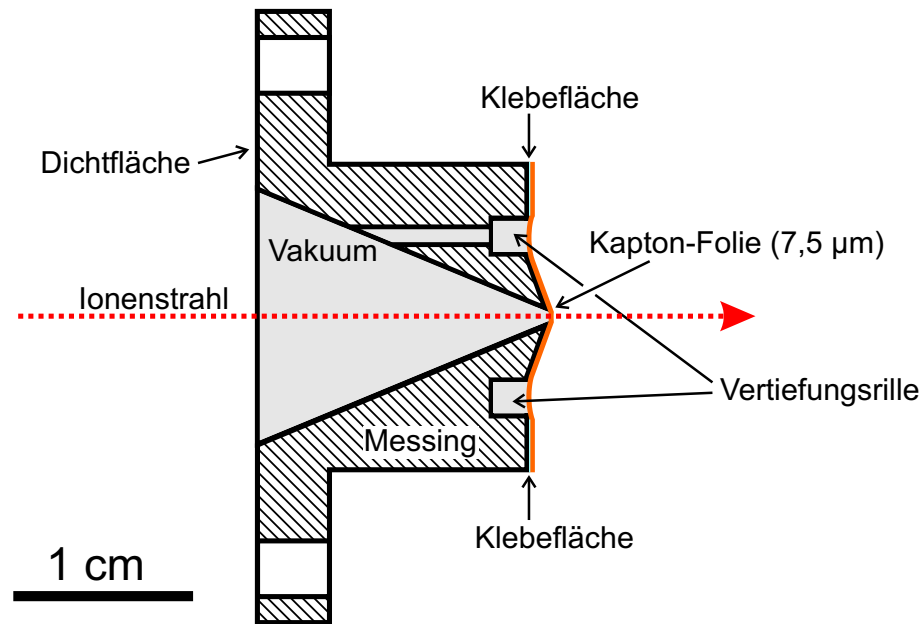 Klebefläche
Dichtfläche
Vakuum
Kapton-Folie (7,5 µm)
Ionenstrahl
Vertiefungsrille
Messing
Klebefläche
1 cm